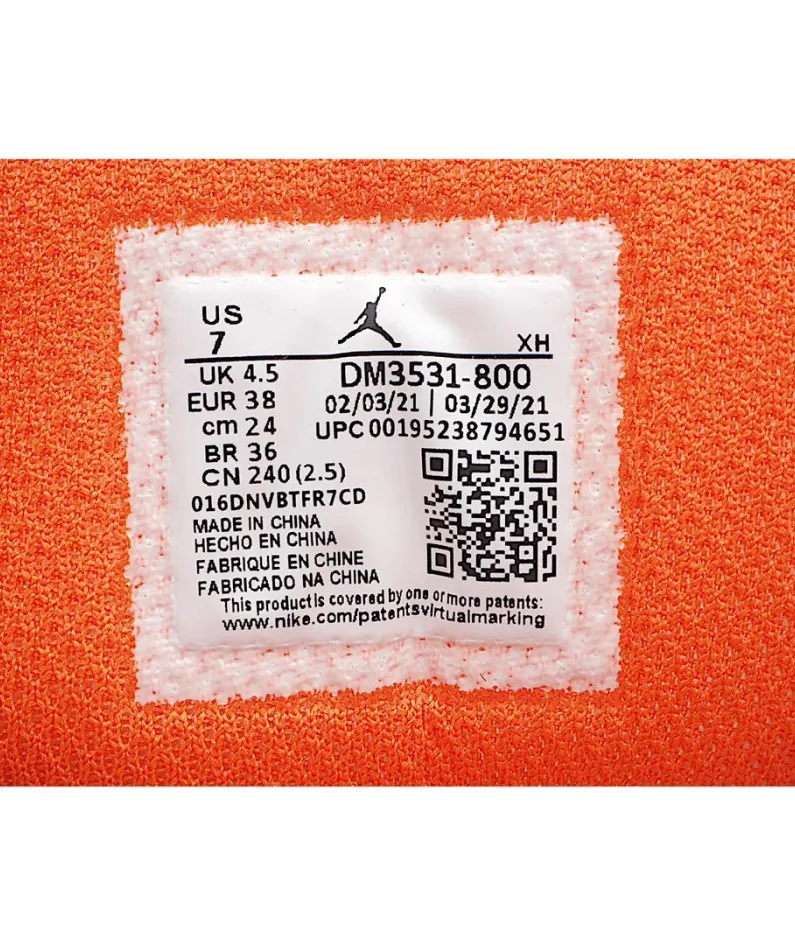 US
7
XH
UK 4.5
DM3531-800
EUR 38
02/03/21 | 03/29/21
cm 24
UPC 00195238794651
BR 36
CN 240 (2.5)
016DNVBTFR7CD
MADE IN CHINA
HECHO EN CHINA
FABRIQUE EN CHINE
FABRICADO NA CHINA
This product is covered by one or more patents:
www.nike.com/patentsvirtualmarking